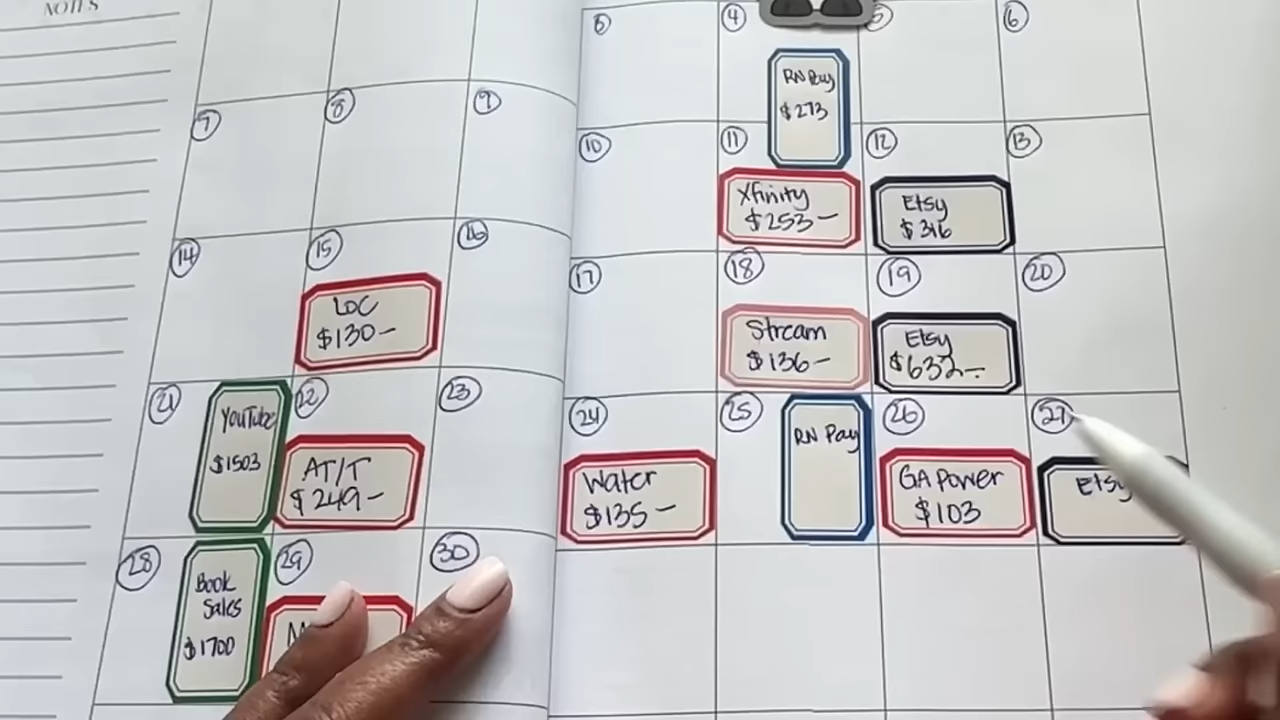 NOTES
3
4
5
6
RN Pay
$273
7
8
9
10
11
12
13
Xfinity
$253-
Etsy
$316
14
15
16
17
18
19
20
LOC
$130-
Stream
$136-
Etsy
$632-
21
22
23
24
25
26
27
YouTube
$1503
AT/T
$249-
Water
$135-
RN Pay
GA Power
$103
Etsy
28
29
30
Book
Sales
$1700